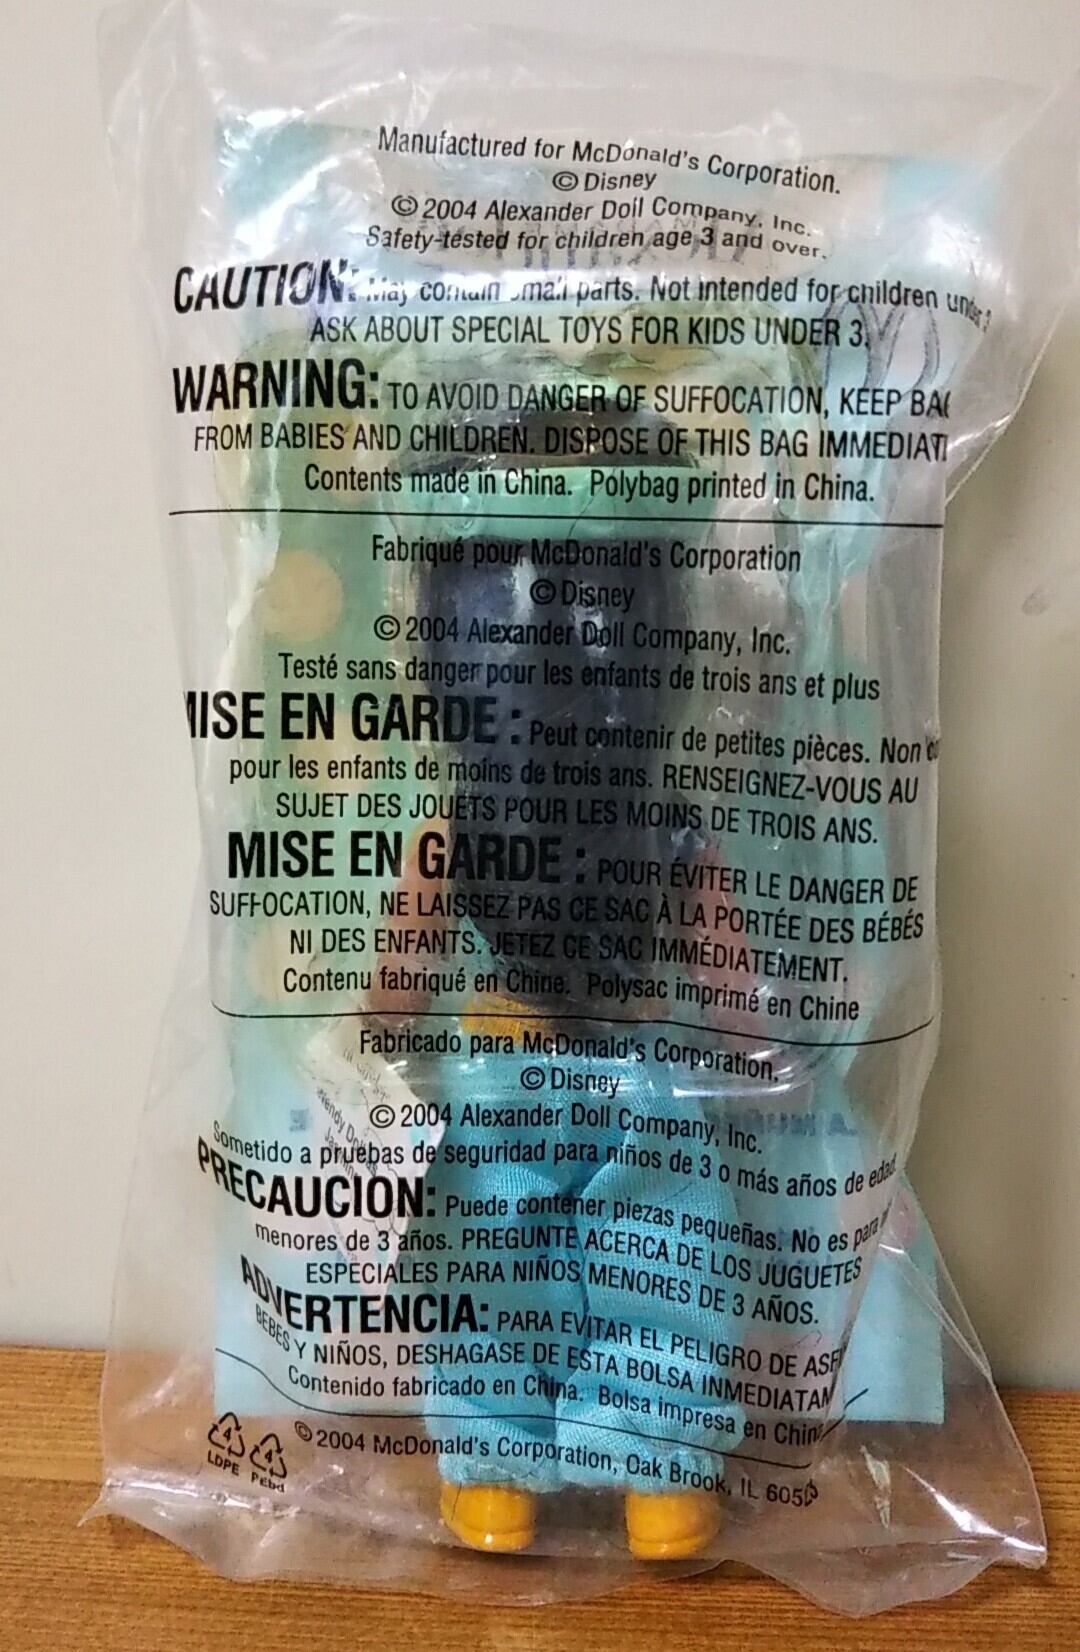 Manufactured for McDonald's Corporation.
© Disney
© 2004 Alexander Doll Company, Inc.
Safety-tested for children age 3 and over.
CAUTION: May contain small parts. Not intended for children under 3
ASK ABOUT SPECIAL TOYS FOR KIDS UNDER 3.
WARNING: TO AVOID DANGER OF SUFFOCATION, KEEP BAG
FROM BABIES AND CHILDREN. DISPOSE OF THIS BAG IMMEDIAT
Contents made in China. Polybag printed in China.
Fabriqué pour McDonald's Corporation
© Disney
© 2004 Alexander Doll Company, Inc.
Testé sans danger pour les enfants de trois ans et plus
MISE EN GARDE : Peut contenir de petites pièces. Non
pour les enfants de moins de trois ans. RENSEIGNEZ-VOUS AU
SUJET DES JOUETS POUR LES MOINS DE TROIS ANS.
MISE EN GARDE : POUR ÉVITER LE DANGER DE
SUFFOCATION, NE LAISSEZ PAS CE SAC À LA PORTÉE DES BÉBÉS
NI DES ENFANTS. JETEZ CE SAC IMMÉDIATEMENT.
Contenu fabriqué en Chine. Polysac imprimé en Chine
Fabricado para McDonald's Corporation.
© Disney
© 2004 Alexander Doll Company, Inc.
Sometido a pruebas de seguridad para niños de 3 o más años de edad.
PRECAUCIÓN: Puede contener piezas pequeñas. No es para
menores de 3 años. PREGUNTE ACERCA DE LOS JUGUETES
ESPECIALES PARA NIÑOS MENORES DE 3 AÑOS.
ADVERTENCIA: PARA EVITAR EL PELIGRO DE ASFI
BEBES Y NIÑOS, DESHAGASE DE ESTA BOLSA INMEDIATAM
Contenido fabricado en China. Bolsa impresa en China
4 4
LDPE PEbd
© 2004 McDonald's Corporation, Oak Brook, IL 605